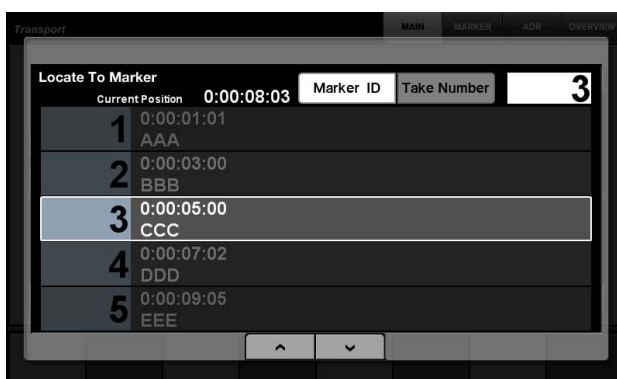 Transport
MAIN MARKER ADR OVERVIEW
Locate To Marker
Current Position 0:00:08:03
Marker ID Take Number 3
1 0:00:01:01
AAA
2 0:00:03:00
BBB
3 0:00:05:00
CCC
4 0:00:07:02
DDD
5 0:00:09:05
EEE